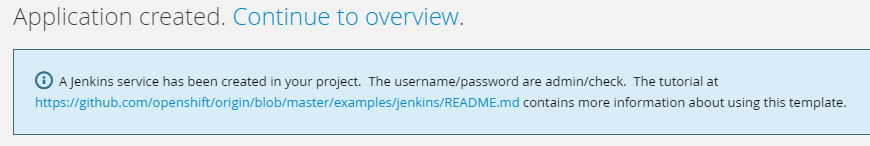 Application created. Continue to overview.
A Jenkins service has been created in your project. The username/password are admin/check. The tutorial at
https://github.com/openshift/origin/blob/master/examples/jenkins/README.md contains more information about using this template.